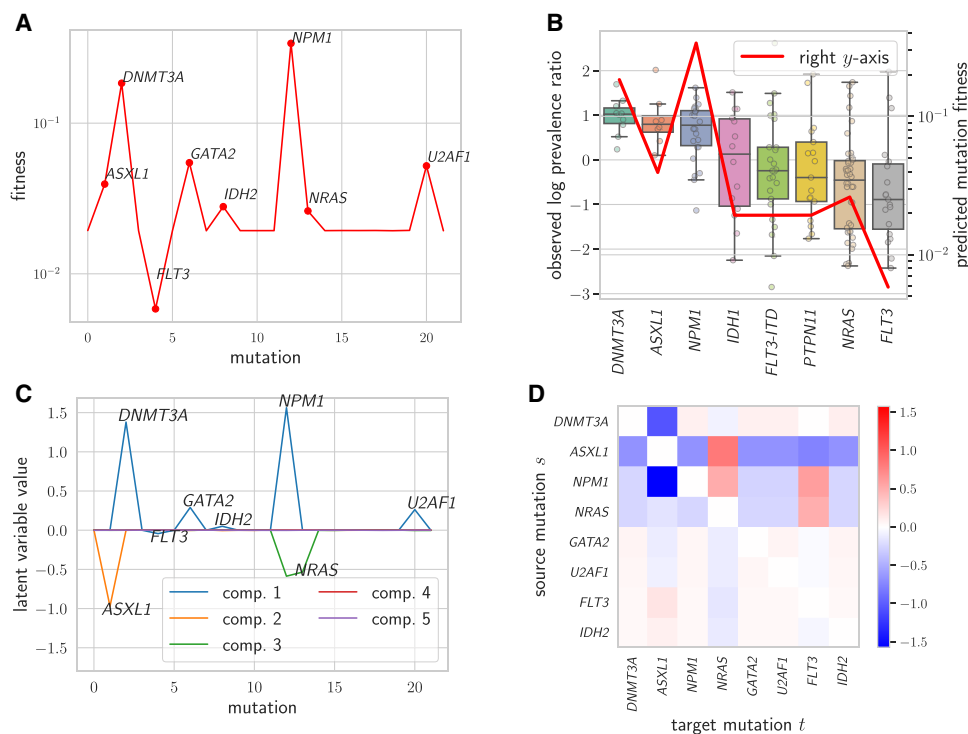 A
fitness
10⁻¹
10⁻²
DNMT3A
ASXL1
FLT3
GATA2
IDH2
NPM1
NRAS
U2AF1
0
5
10
15
20
mutation
B
observed log prevalence ratio
2
1
0
−1
−2
−3
right y-axis
10⁻¹
10⁻²
predicted mutation fitness
DNMT3A
ASXL1
NPM1
IDH1
FLT3-ITD
PTPN11
NRAS
FLT3
C
latent variable value
1.5
1.0
0.5
0.0
−0.5
−1.0
−1.5
DNMT3A
NPM1
GATA2
IDH2
U2AF1
FLT3
NRAS
ASXL1
comp. 1
comp. 2
comp. 3
comp. 4
comp. 5
0
5
10
15
20
mutation
D
source mutation s
DNMT3A
ASXL1
NPM1
NRAS
GATA2
U2AF1
FLT3
IDH2
DNMT3A
ASXL1
NPM1
NRAS
GATA2
U2AF1
FLT3
IDH2
target mutation t
1.5
1.0
0.5
0.0
−0.5
−1.0
−1.5